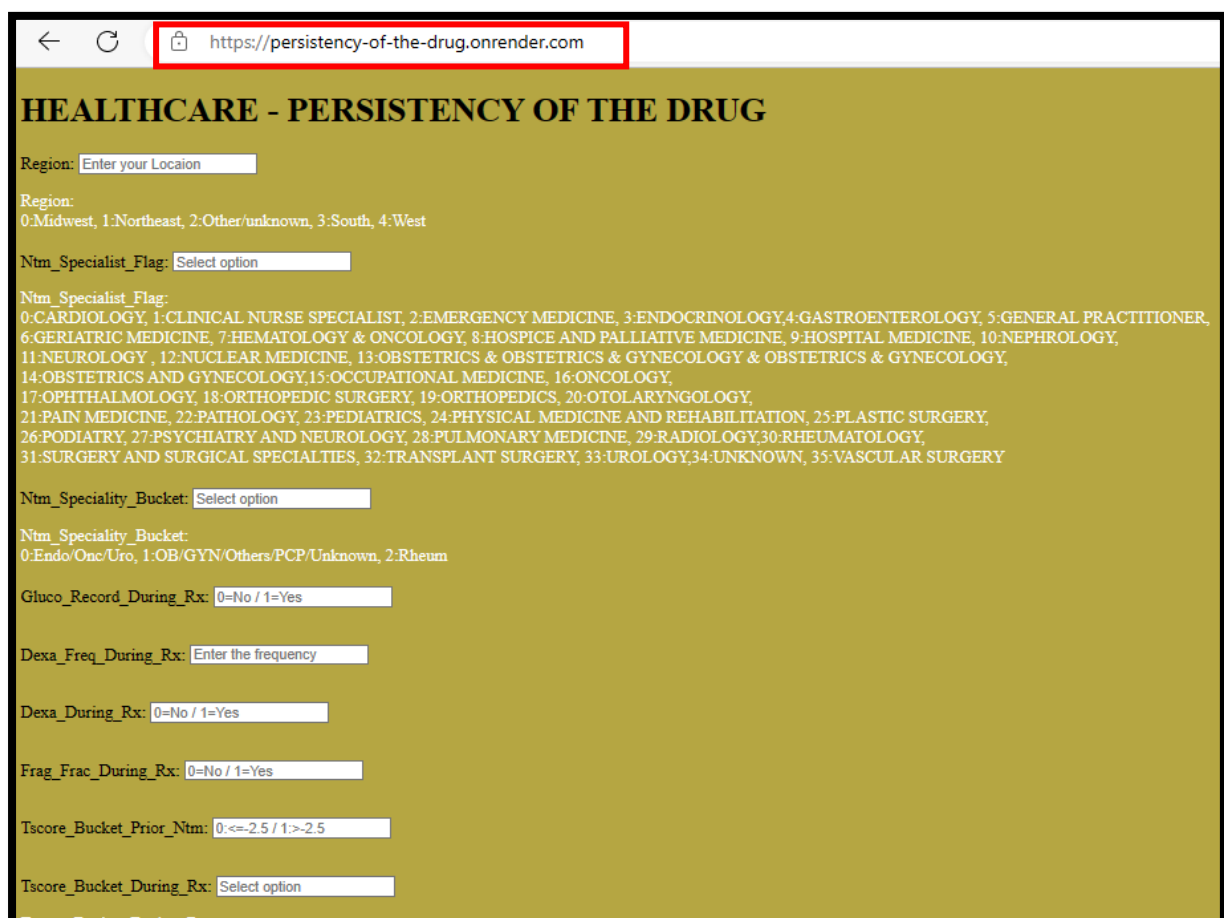 https://persistency-of-the-drug.onrender.com
HEALTHCARE - PERSISTENCY OF THE DRUG
Region: Enter your Locaion
Region:
0:Midwest, 1:Northeast, 2:Other/unknown, 3:South, 4:West
Ntm_Specialist_Flag: Select option
Ntm_Specialist_Flag:
0:CARDIOLOGY, 1:CLINICAL NURSE SPECIALIST, 2:EMERGENCY MEDICINE, 3:ENDOCRINOLOGY,4:GASTROENTEROLOGY, 5:GENERAL PRACTITIONER,
6:GERIATRIC MEDICINE, 7:HEMATOLOGY & ONCOLOGY, 8:HOSPICE AND PALLIATIVE MEDICINE, 9:HOSPITAL MEDICINE, 10:NEPHROLOGY,
11:NEUROLOGY , 12:NUCLEAR MEDICINE, 13:OBSTETRICS & OBSTETRICS & GYNECOLOGY & OBSTETRICS & GYNECOLOGY,
14:OBSTETRICS AND GYNECOLOGY,15:OCCUPATIONAL MEDICINE, 16:ONCOLOGY,
17:OPHTHALMOLOGY, 18:ORTHOPEDIC SURGERY, 19:ORTHOPEDICS, 20:OTOLARYNGOLOGY,
21:PAIN MEDICINE, 22:PATHOLOGY, 23:PEDIATRICS, 24:PHYSICAL MEDICINE AND REHABILITATION, 25:PLASTIC SURGERY,
26:PODIATRY, 27:PSYCHIATRY AND NEUROLOGY, 28:PULMONARY MEDICINE, 29:RADIOLOGY,30:RHEUMATOLOGY,
31:SURGERY AND SURGICAL SPECIALTIES, 32:TRANSPLANT SURGERY, 33:UROLOGY,34:UNKNOWN, 35:VASCULAR SURGERY
Ntm_Speciality_Bucket: Select option
Ntm_Speciality_Bucket:
0:Endo/Onc/Uro, 1:OB/GYN/Others/PCP/Unknown, 2:Rheum
Gluco_Record_During_Rx: 0=No / 1=Yes
Dexa_Freq_During_Rx: Enter the frequency
Dexa_During_Rx: 0=No / 1=Yes
Frag_Frac_During_Rx: 0=No / 1=Yes
Tscore_Bucket_Prior_Ntm: 0:<=-2.5 / 1:>-2.5
Tscore_Bucket_During_Rx: Select option